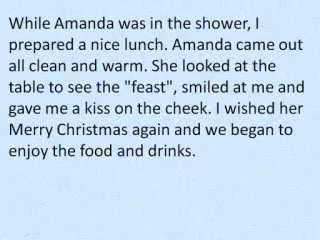 While Amanda was in the shower, I
prepared a nice lunch. Amanda came out
all clean and warm. She looked at the
table to see the "feast", smiled at me and
gave me a kiss on the cheek. I wished her
Merry Christmas again and we began to
enjoy the food and drinks.